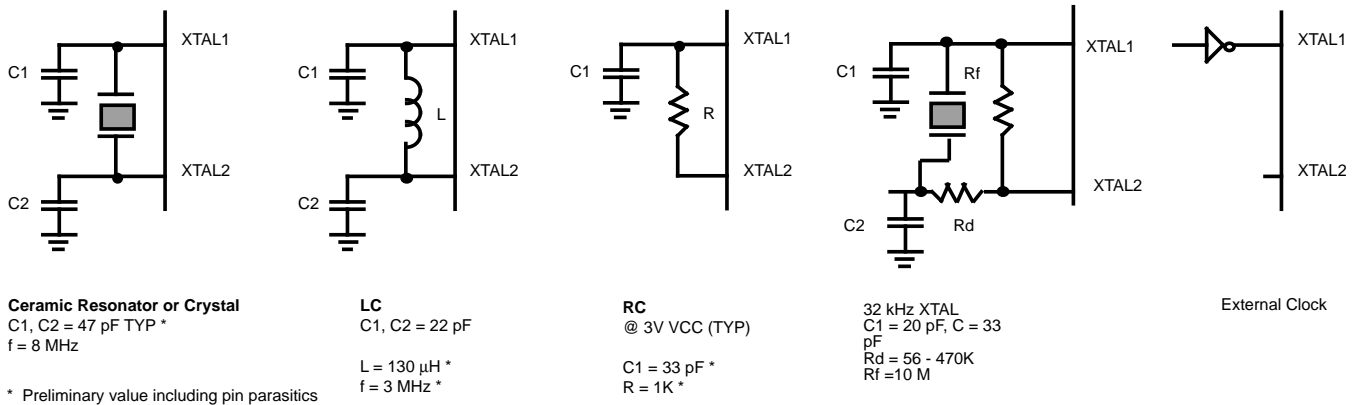 XTAL1
C1
XTAL2
C2
XTAL1
C1
L
XTAL2
C2
XTAL1
C1
R
XTAL2
XTAL1
C1
Rf
XTAL2
C2
Rd
XTAL1
XTAL2
Ceramic Resonator or Crystal
C1, C2 = 47 pF TYP *
f = 8 MHz
* Preliminary value including pin parasitics
LC
C1, C2 = 22 pF
L = 130 μH *
f = 3 MHz *
RC
@ 3V VCC (TYP)
C1 = 33 pF *
R = 1K *
32 kHz XTAL
C1 = 20 pF, C = 33
pF
Rd = 56 - 470K
Rf =10 M
External Clock